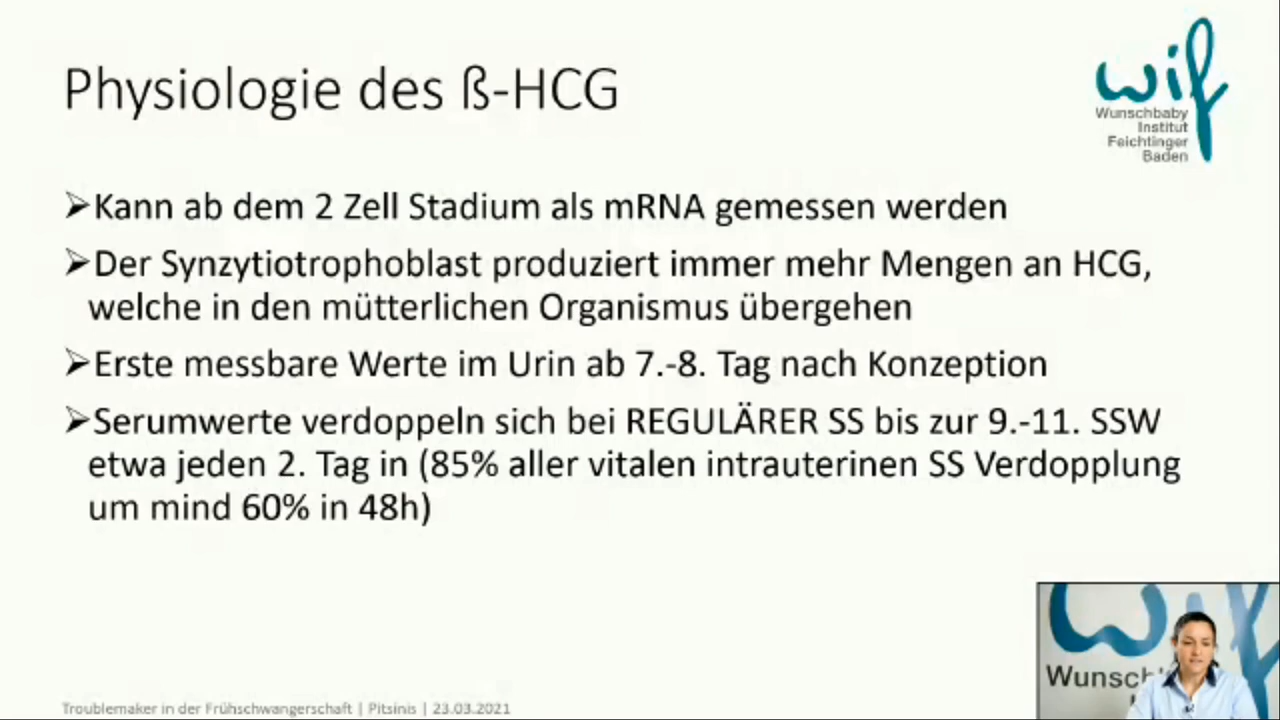 Physiologie des ß-HCG
wif
Wunschbaby
Institut
Feichtinger
Baden
➢Kann ab dem 2 Zell Stadium als mRNA gemessen werden
➢Der Synzytiotrophoblast produziert immer mehr Mengen an HCG,
welche in den mütterlichen Organismus übergehen
➢Erste messbare Werte im Urin ab 7.-8. Tag nach Konzeption
➢Serumwerte verdoppeln sich bei REGULÄRER SS bis zur 9.-11. SSW
etwa jeden 2. Tag in (85% aller vitalen intrauterinen SS Verdopplung
um mind 60% in 48h)
Troublemaker in der Frühschwangerschaft | Pitsinis | 23.03.2021